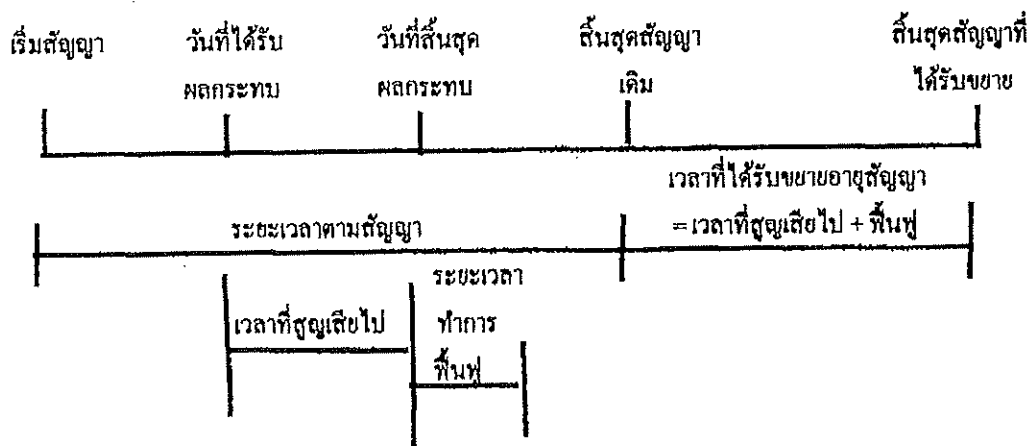 เริ่มสัญญา วันที่ได้รับ วันที่สิ้นสุด สิ้นสุดสัญญา สิ้นสุดสัญญาที่
ผลกระทบ ผลกระทบ เดิม ได้รับขยาย
เวลาที่ได้รับขยายอายุสัญญา
ระยะเวลาตามสัญญา =เวลาที่สูญเสียไป + ฟื้นฟู
ระยะเวลา
เวลาที่สูญเสียไป ทำการ
ฟื้นฟู